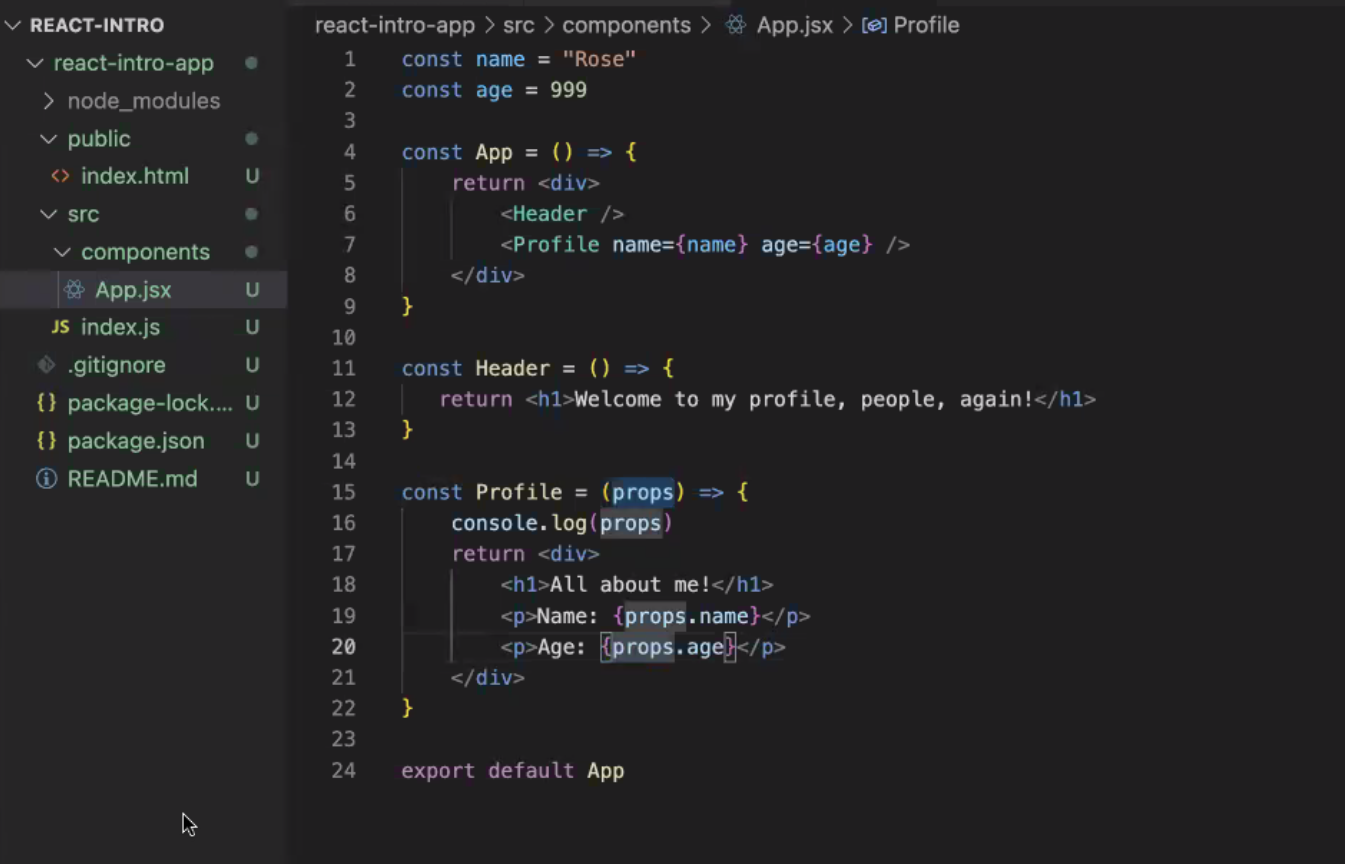 REACT-INTRO
react-intro-app
node_modules
public
index.html U
src
components
App.jsx U
JS index.js U
.gitignore U
{} package-lock.... U
{} package.json U
README.md U
react-intro-app > src > components > App.jsx > Profile
1 const name = "Rose"
2 const age = 999
3
4 const App = () => {
5 return <div>
6 <Header />
7 <Profile name={name} age={age} />
8 </div>
9 }
10
11 const Header = () => {
12 return <h1>Welcome to my profile, people, again!</h1>
13 }
14
15 const Profile = (props) => {
16 console.log(props)
17 return <div>
18 <h1>All about me!</h1>
19 <p>Name: {props.name}</p>
20 <p>Age: {props.age}</p>
21 </div>
22 }
23
24 export default App